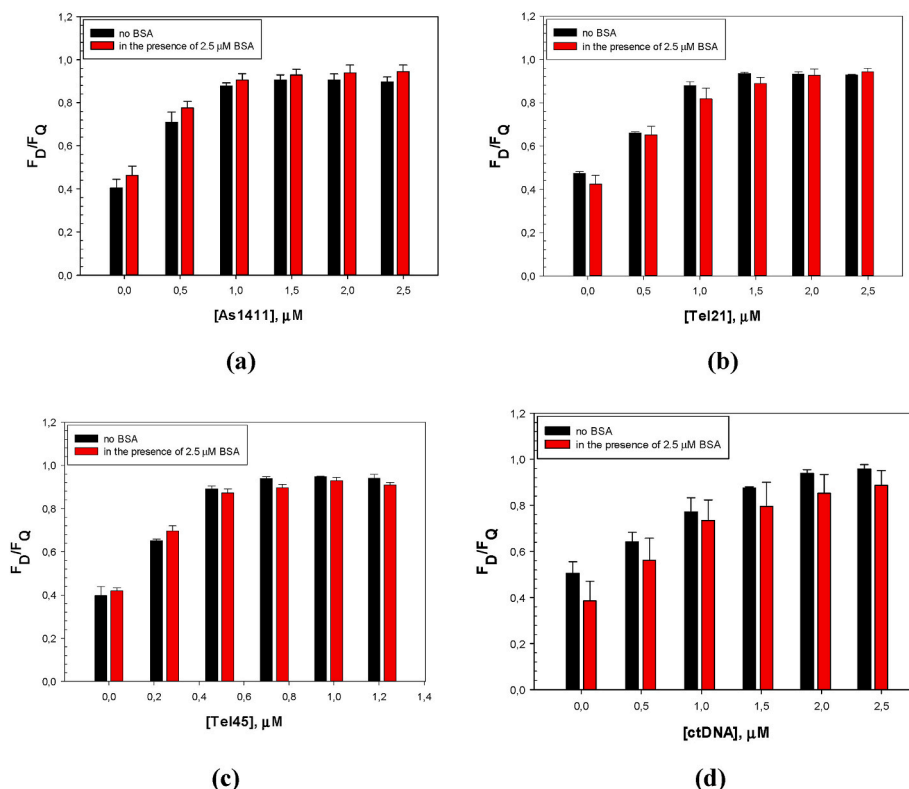 1,2
1,0
0,8
0,6
0,4
0,2
0,0
F_D/F_Q
no BSA
in the presence of 2.5 µM BSA
0,0 0,5 1,0 1,5 2,0 2,5
[As1411], µM
(a)
1,2
1,0
0,8
0,6
0,4
0,2
0,0
F_D/F_Q
no BSA
in the presence of 2.5 µM BSA
0,0 0,5 1,0 1,5 2,0 2,5
[Tel21], µM
(b)
1,2
1,0
0,8
0,6
0,4
0,2
0,0
F_D/F_Q
no BSA
in the presence of 2.5 µM BSA
0,0 0,2 0,4 0,6 0,8 1,0 1,2 1,4
[Tel45], µM
(c)
1,2
1,0
0,8
0,6
0,4
0,2
0,0
F_D/F_Q
no BSA
in the presence of 2.5 µM BSA
0,0 0,5 1,0 1,5 2,0 2,5
[ctDNA], µM
(d)